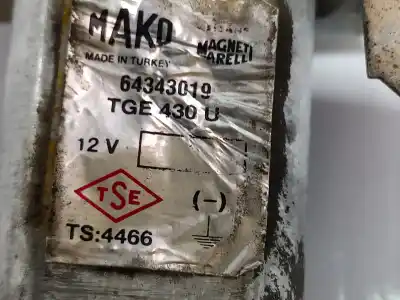 MAKO
MAGNETI
MARELLI
MADE IN TURKEY
64343019
TGE 430 U
12 V
TSE
(-)
TS:4466